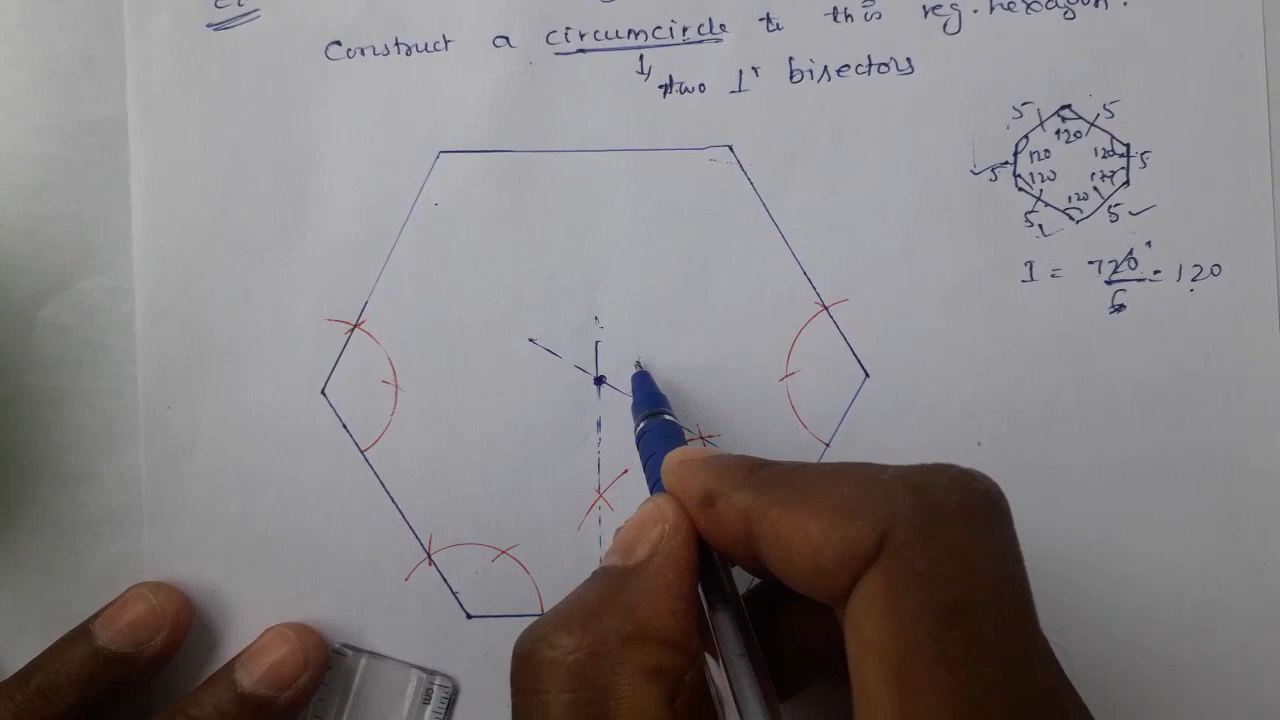 Construct a circumcircle to this reg. hexagon.
↓, two ⊥r bisectors
5 5
120
120 120
5 5
120 120
120
5 5
I = 720/6 = 120
cm